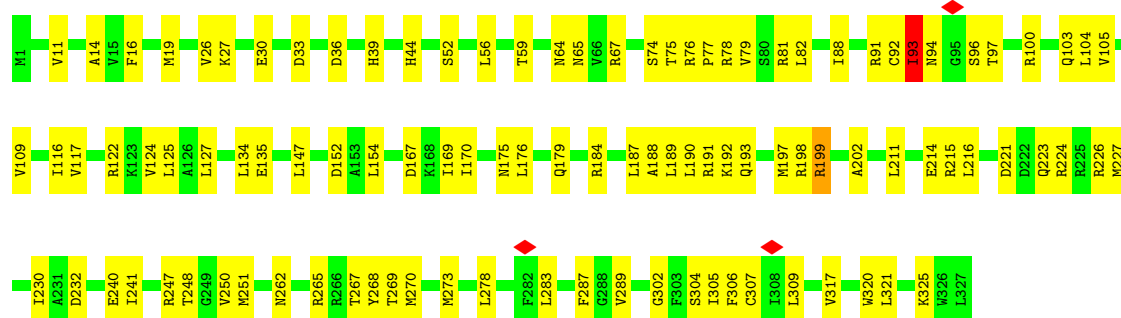 M1 V11 A14 V15 F16 M19 V26 K27 E30 D33 D36 H39 H44 S52 L56 T59 N64 N65 V66 R67 S74 T75 R76 P77 R78 V79 S80 R81 L82 I88 R91 C92 I93 N94 G95 S96 T97 R100 Q103 L104 V105
V109 I116 V117 R122 K123 V124 L125 A126 L127 L134 E135 L147 D152 A153 L154 D167 K168 I169 I170 N175 L176 Q179 R184 L187 A188 L189 L190 R191 K192 Q193 M197 R198 R199 A202 L211 E214 R215 L216 D221 D222 Q223 R224 R225 R226 M227
I230 A231 D232 E240 I241 R247 T248 G249 V250 M251 N262 R265 R266 T267 Y268 T269 M270 M273 L278 F282 L283 F287 G288 V289 G302 F303 S304 I305 F306 C307 I308 L309 V317 W320 L321 K325 W326 L327